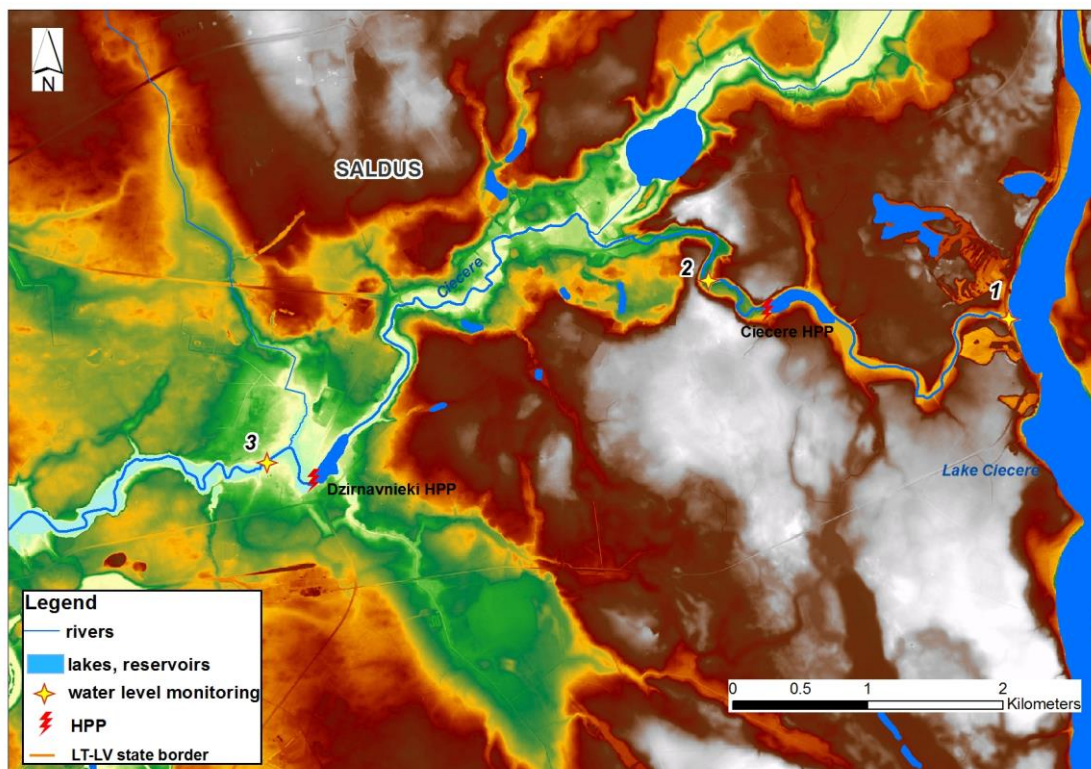 N
SALDUS
Ciecere
2
1
Ciecere HPP
3
Dzirnavnieki HPP
Lake Ciecere
Legend
rivers
lakes, reservoirs
water level monitoring
HPP
LT-LV state border
0 0.5 1 2
Kilometers